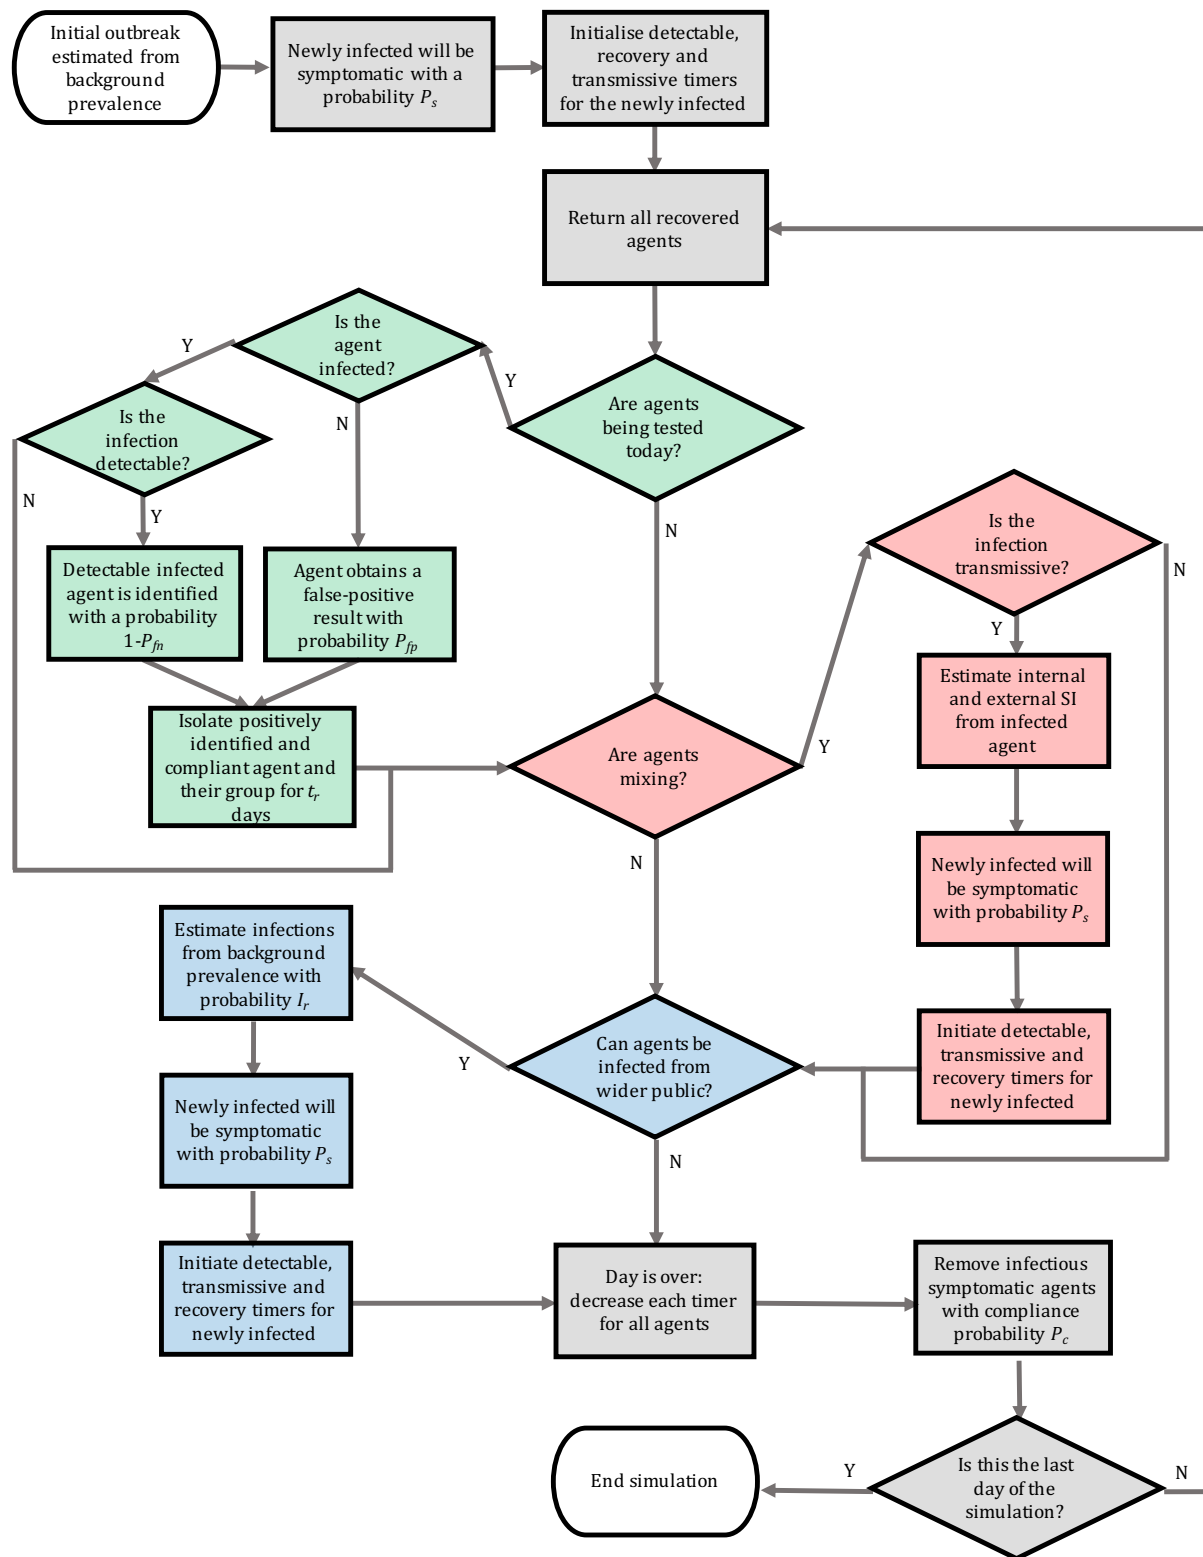 Initial outbreak
estimated from
background
prevalence
Newly infected will be
symptomatic with a
probability P_s
Initialise detectable,
recovery and
transmissive timers
for the newly infected
Return all recovered
agents
Is the
agent
infected?
Y
Y
N
Is the
infection
detectable?
N
Y
Are agents
being tested
today?
N
Detectable infected
agent is identified
with a probability
1-P_fn
Agent obtains a
false-positive
result with
probability P_fp
Isolate positively
identified and
compliant agent and
their group for t_r
days
Are agents
mixing?
Y
N
Is the
infection
transmissive?
N
Y
Estimate internal
and external SI
from infected
agent
Newly infected will
be symptomatic
with probability P_s
Initiate detectable,
transmissive and
recovery timers for
newly infected
Can agents be
infected from
wider public?
Y
N
Estimate infections
from background
prevalence with
probability I_r
Newly infected will
be symptomatic
with probability P_s
Initiate detectable,
transmissive and
recovery timers for
newly infected
Day is over:
decrease each timer
for all agents
Remove infectious
symptomatic agents
with compliance
probability P_c
Is this the last
day of the
simulation?
Y
N
End simulation